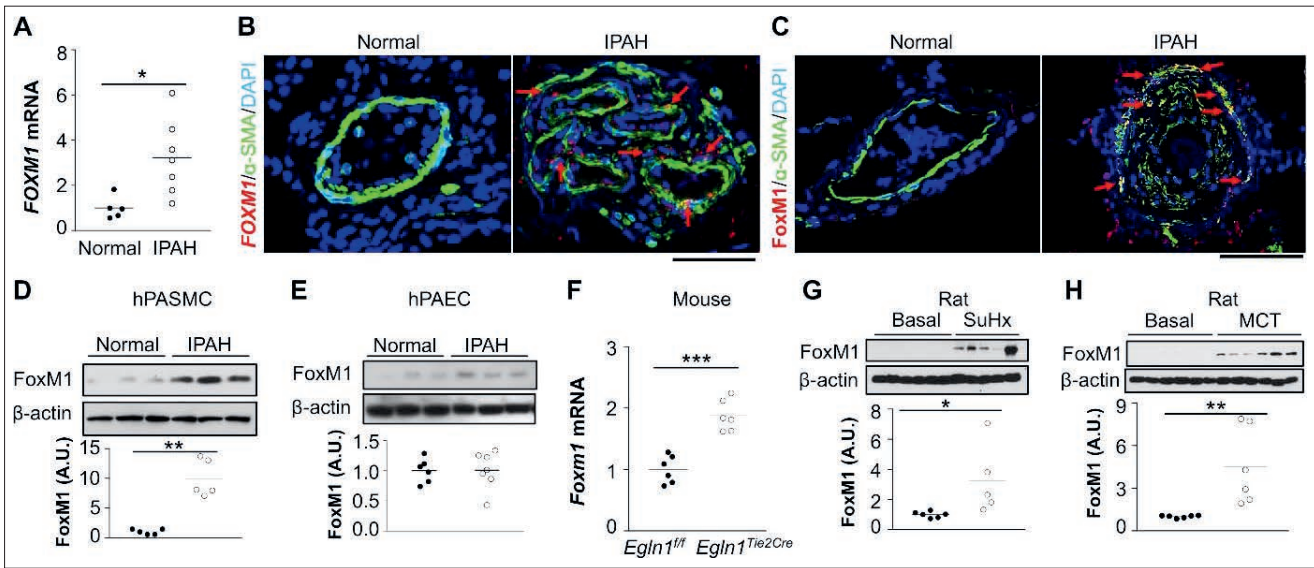 A
FOXM1 mRNA
8
6
4
2
0
*
Normal IPAH
B
Normal IPAH
FOXM1/α-SMA/DAPI
C
Normal IPAH
FoxM1/α-SMA/DAPI
D
hPASMC
Normal IPAH
FoxM1
β-actin
FoxM1 (A.U.)
15
10
5
0
**
E
hPAEC
Normal IPAH
FoxM1
β-actin
FoxM1 (A.U.)
1.5
1.0
0.5
0.0
F
Mouse
Foxm1 mRNA
3
2
1
0
***
Egln1f/f Egln1Tie2Cre
G
Rat
Basal SuHx
FoxM1
β-actin
FoxM1 (A.U.)
8
6
4
2
0
*
H
Rat
Basal MCT
FoxM1
β-actin
FoxM1 (A.U.)
9
6
3
0
**